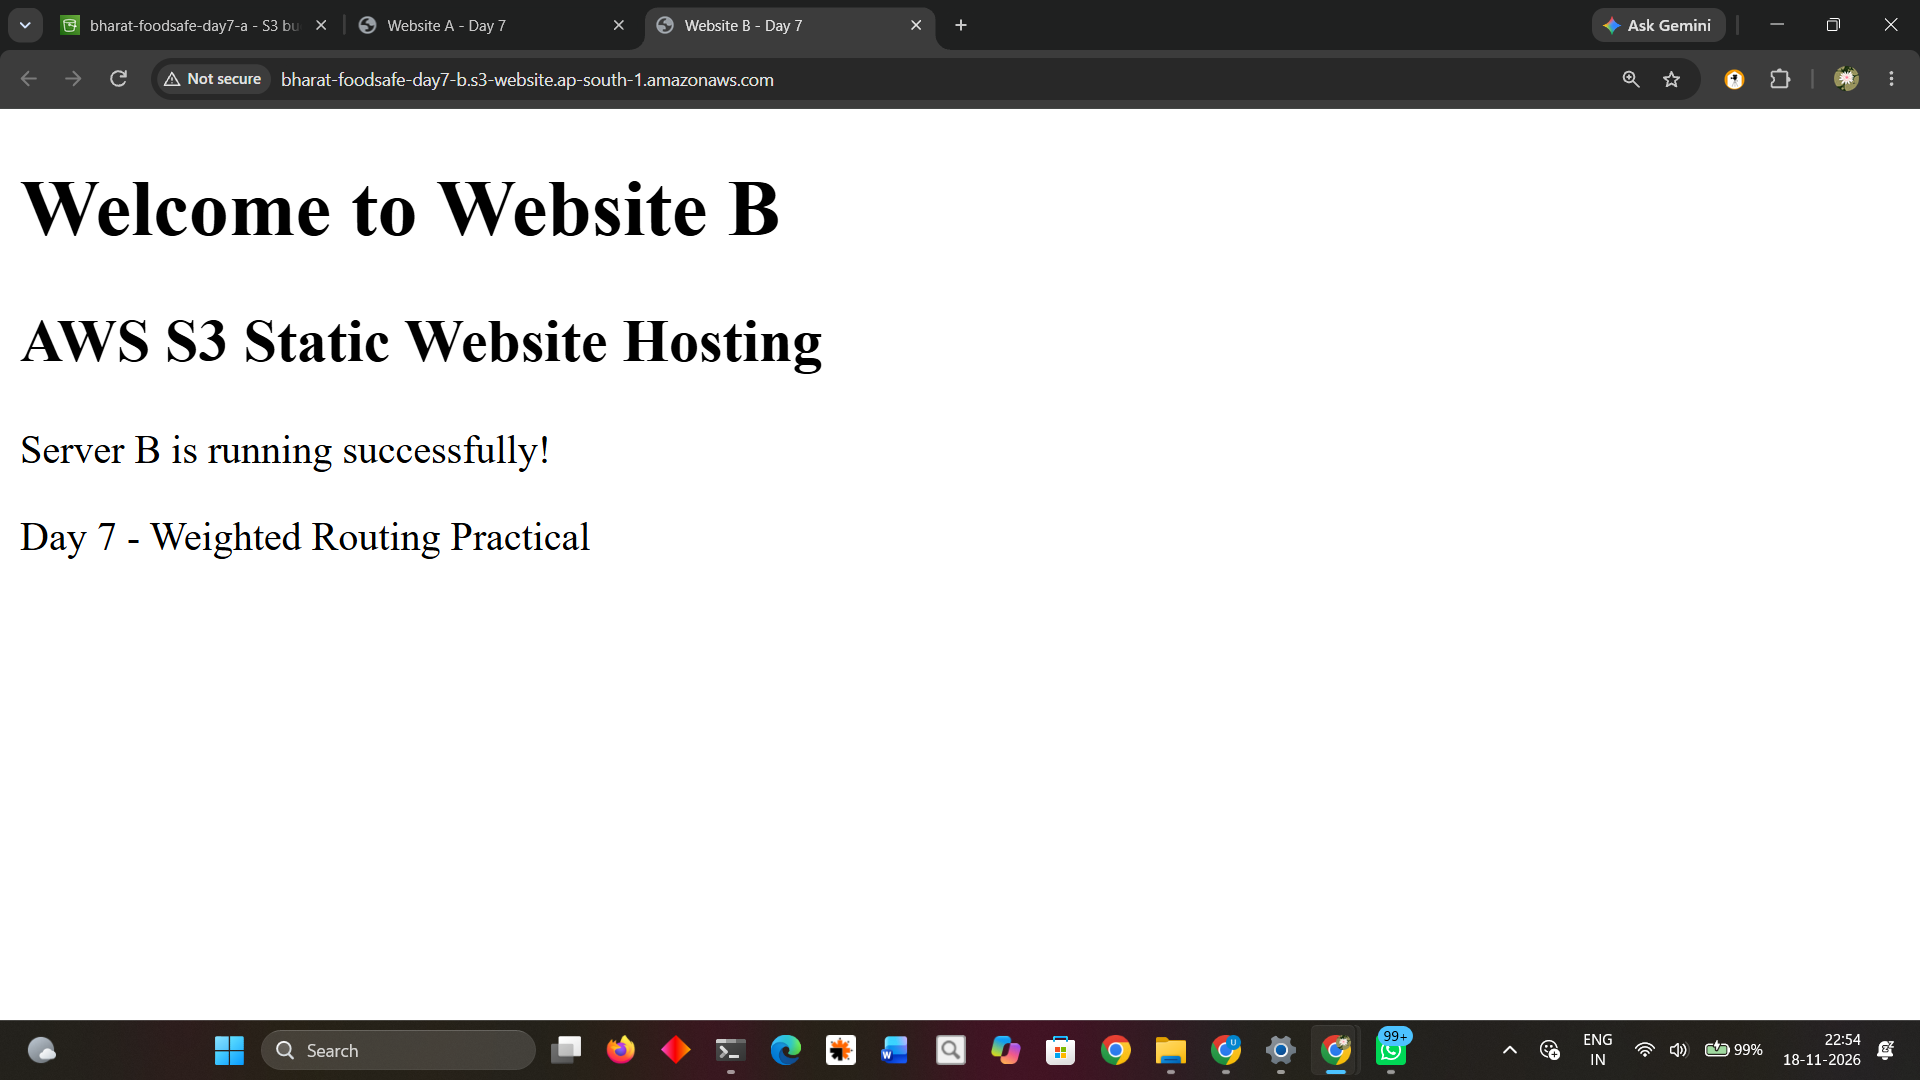 bharat-foodsafe-day7-a - S3 bu
Website A - Day 7
Website B - Day 7
Ask Gemini
Not secure
bharat-foodsafe-day7-b.s3-website.ap-south-1.amazonaws.com
Welcome to Website B
AWS S3 Static Website Hosting
Server B is running successfully!
Day 7 - Weighted Routing Practical
Search
99+
ENG
IN
99%
22:54
18-11-2026